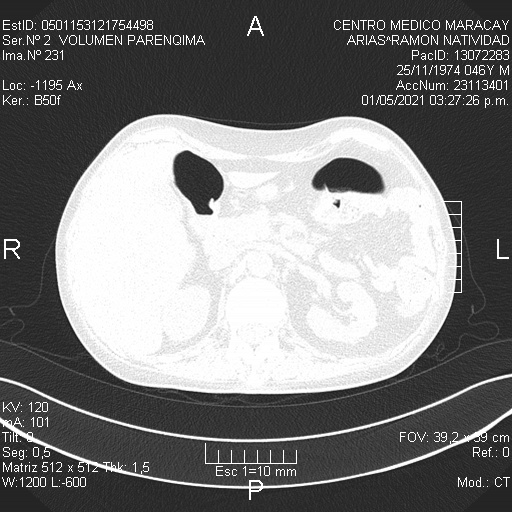 EstID: 0501153121754498
Ser.Nº 2 VOLUMEN PARENQIMA
Ima.Nº 231
Loc: -1195 Ax
Ker.: B50f
A
CENTRO MEDICO MARACAY
ARIAS^RAMON NATIVIDAD
PacID: 13072283
25/11/1974 046Y M
AccNum: 23113401
01/05/2021 03:27:26 p.m.
R
L
KV: 120
mA: 101
Tilt: 0
Seg: 0,5
Matriz 512 x 512 Thk: 1,5
W:1200 L:-600
Esc 1=10 mm
P
FOV: 39,2 x 39 cm
Ref.: 0
Mod.: CT